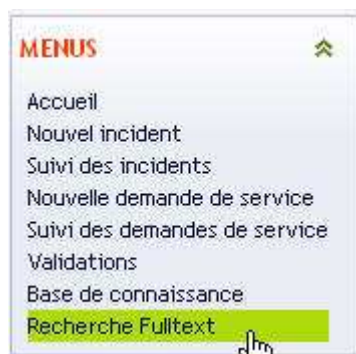 MENUS
Accueil
Nouvel incident
Suivi des incidents
Nouvelle demande de service
Suivi des demandes de service
Validations
Base de connaissance
Recherche Fulltext